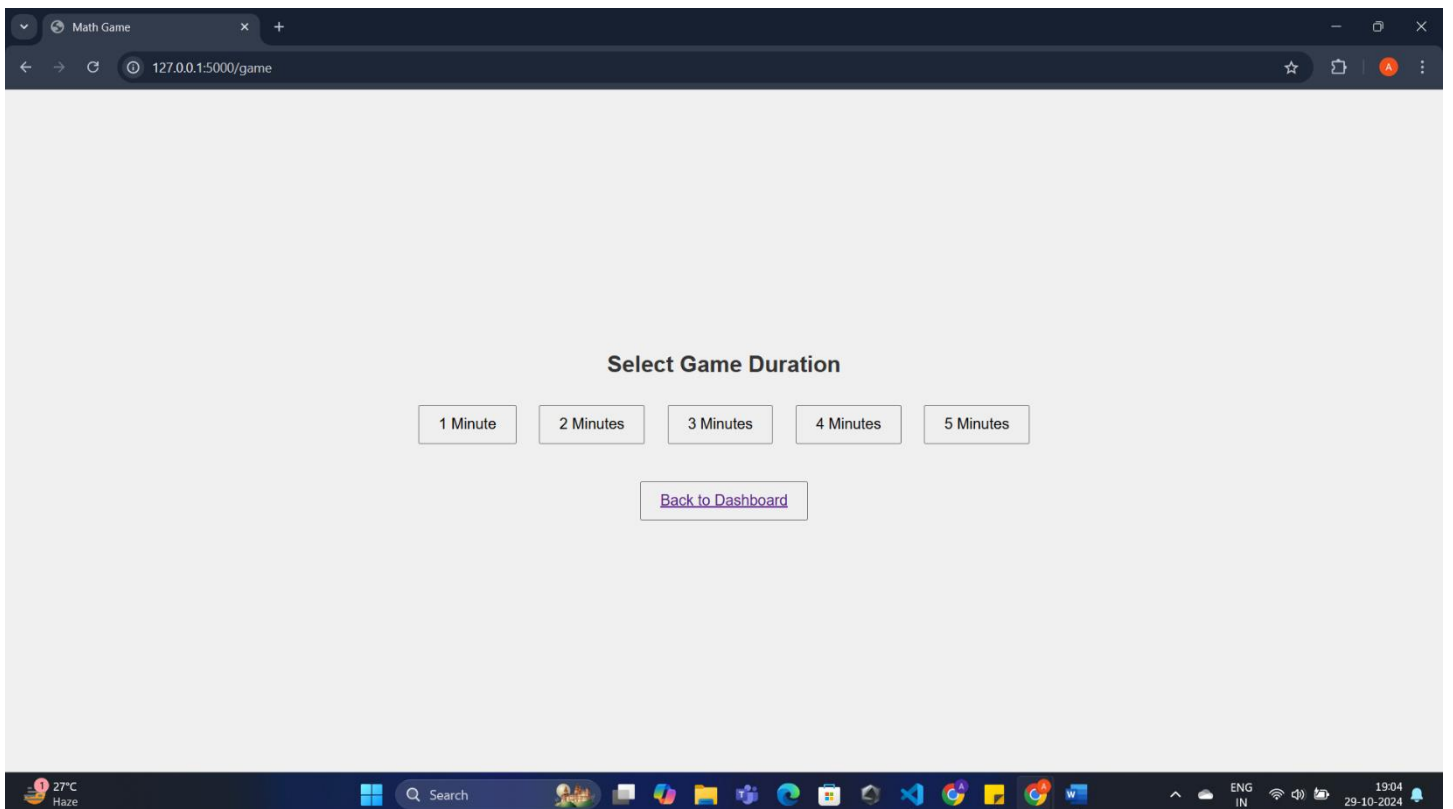 Math Game
127.0.0.1:5000/game
A
Select Game Duration
1 Minute 2 Minutes 3 Minutes 4 Minutes 5 Minutes
Back to Dashboard
1 27°C
Haze
Search
ENG
IN
19:04
29-10-2024